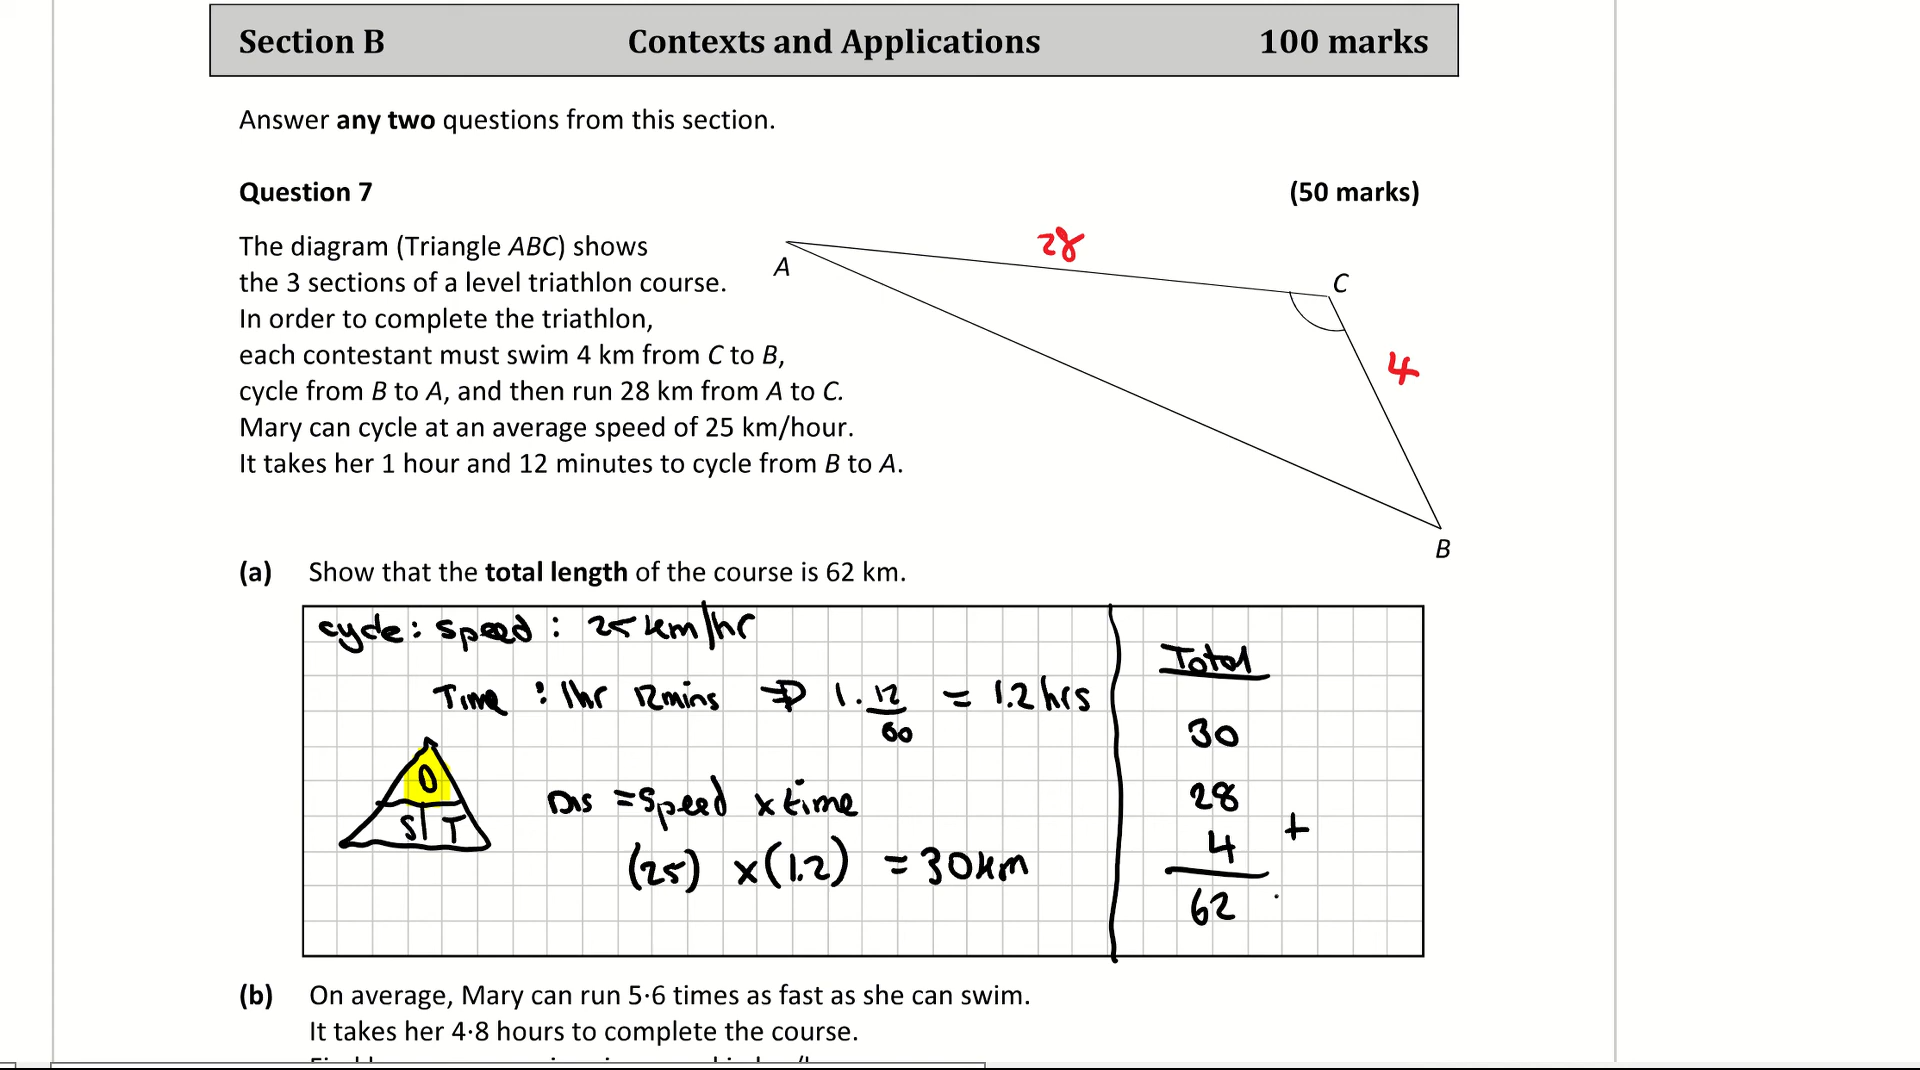 Section B Contexts and Applications 100 marks
Answer any two questions from this section.
Question 7 (50 marks)
The diagram (Triangle ABC) shows
the 3 sections of a level triathlon course.
In order to complete the triathlon,
each contestant must swim 4 km from C to B,
cycle from B to A, and then run 28 km from A to C.
Mary can cycle at an average speed of 25 km/hour.
It takes her 1 hour and 12 minutes to cycle from B to A.
A
28
C
4
B
(a) Show that the total length of the course is 62 km.
cycle: speed: 25 km/hr
Time : 1hr 12mins ⇒ 1. 12/60 = 1.2 hrs
D
S T
Dis = Speed x time
(25) x (1.2) = 30km
Total
30
28
4 +
62
(b) On average, Mary can run 5·6 times as fast as she can swim.
It takes her 4·8 hours to complete the course.